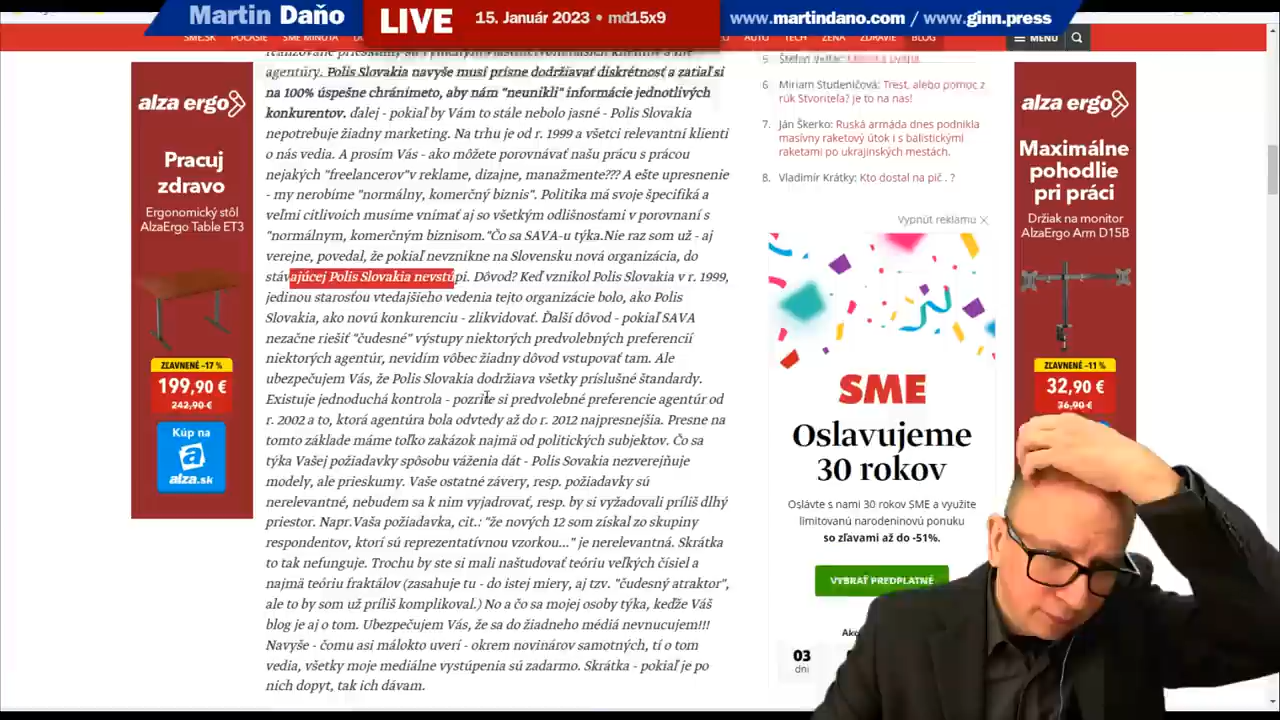 Martin Daňo
LIVE
15. Január 2023 • md15x9
www.martindano.com / www.ginn.press
SME.SK POČASIE SME MINÚTA
AUTO TECH ŽENA ZDRAVIE BLOG
MENU
alza ergo
Pracuj
zdravo
Ergonomický stôl
AlzaErgo Table ET3
ZĽAVNENÉ –17 %
199,90 €
242,90 €
Kúp na
alza.sk
agentúry. Polis Slovakia navyše musí prísne dodržiavať diskrétnosť a zatiaľ si
na 100% úspešne chránimeto, aby nám "neunikli" informácie jednotlivých
konkurentov. ďalej - pokiaľ by Vám to stále nebolo jasné - Polis Slovakia
nepotrebuje žiadny marketing. Na trhu je od r. 1999 a všetci relevantní klienti
o nás vedia. A prosím Vás - ako môžete porovnávať našu prácu s prácou
nejakých "freelancerov"v reklame, dizajne, manažmente??? A ešte upresnenie
- my nerobíme "normálny, komerčný biznis". Politika má svoje špecifiká a
veľmi citlivoich musíme vnímať aj so všetkým odlišnosťami v porovnaní s
"normálnym, komerčným biznisom."Čo sa SAVA-u týka.Nie raz som už - aj
verejne, povedal, že pokiaľ nevznikne na Slovensku nová organizácia, do
stávajúcej Polis Slovakia nevstúpi. Dôvod? Keď vznikol Polis Slovakia v r. 1999,
jedinou starosťou vtedajšieho vedenia tejto organizácie bolo, ako Polis
Slovakia, ako novú konkurenciu - zlikvidovať. Ďalší dôvod - pokiaľ SAVA
nezačne riešiť "čudesné" výstupy niektorých predvolebných preferencií
niektorých agentúr, nevidím vôbec žiadny dôvod vstupovať tam. Ale
ubezpečujem Vás, že Polis Slovakia dodržiava všetky príslušné štandardy.
Existuje jednoduchá kontrola - pozrite si predvolebné preferencie agentúr od
r. 2002 a to, ktorá agentúra bola odvtedy až do r. 2012 najpresnejšia. Presne na
tomto základe máme toľko zakázok najmä od politických subjektov. Čo sa
týka Vašej požiadavky spôsobu váženia dát - Polis Sovakia nezverejňuje
modely, ale prieskumy. Vaše ostatné závery, resp. požiadavky sú
nerelevantné, nebudem sa k nim vyjadrovať, resp. by si vyžadovali príliš dlhý
priestor. Napr.Vaša požiadavka, cit.: "že nových 12 som získal zo skupiny
respondentov, ktorí sú reprezentatívnou vzorkou..." je nerelevantná. Skrátka
to tak nefunguje. Trochu by ste si mali naštudovať teóriu veľkých čísiel a
najmä teóriu fraktálov (zasahuje tu - do istej miery, aj tzv. "čudesný atraktor",
ale to by som už príliš komplikoval.) No a čo sa mojej osoby týka, keďže Váš
blog je aj o tom. Ubezpečujem Vás, že sa do žiadneho médiá nevnucujem!!!
Navyše - čomu asi málokto uverí - okrem novinárov samotných, tí o tom
vedia, všetky moje mediálne vystúpenia sú zadarmo. Skrátka - pokiaľ je po
nich dopyt, tak ich dávam.
6 Miriam Studeničová: Trest, alebo pomoc z
rúk Stvoriteľa? je to na nás!
7. Ján Škerko: Ruská armáda dnes podnikla
masívny raketový útok i s balistickými
raketami po ukrajinských mestách.
8. Vladimír Krátky: Kto dostal na pič . ?
Vypnúť reklamu
SME
Oslavujeme
30 rokov
Oslávte s nami 30 rokov SME a využite
limitovanú narodeninovú ponuku
so zľavami až do -51%.
VYBRAŤ PREDPLATNÉ
03
dni
alza ergo
Maximálne
pohodlie
pri práci
Držiak na monitor
AlzaErgo Arm D15B
ZĽAVNENÉ –11 %
32,90 €
36,90 €